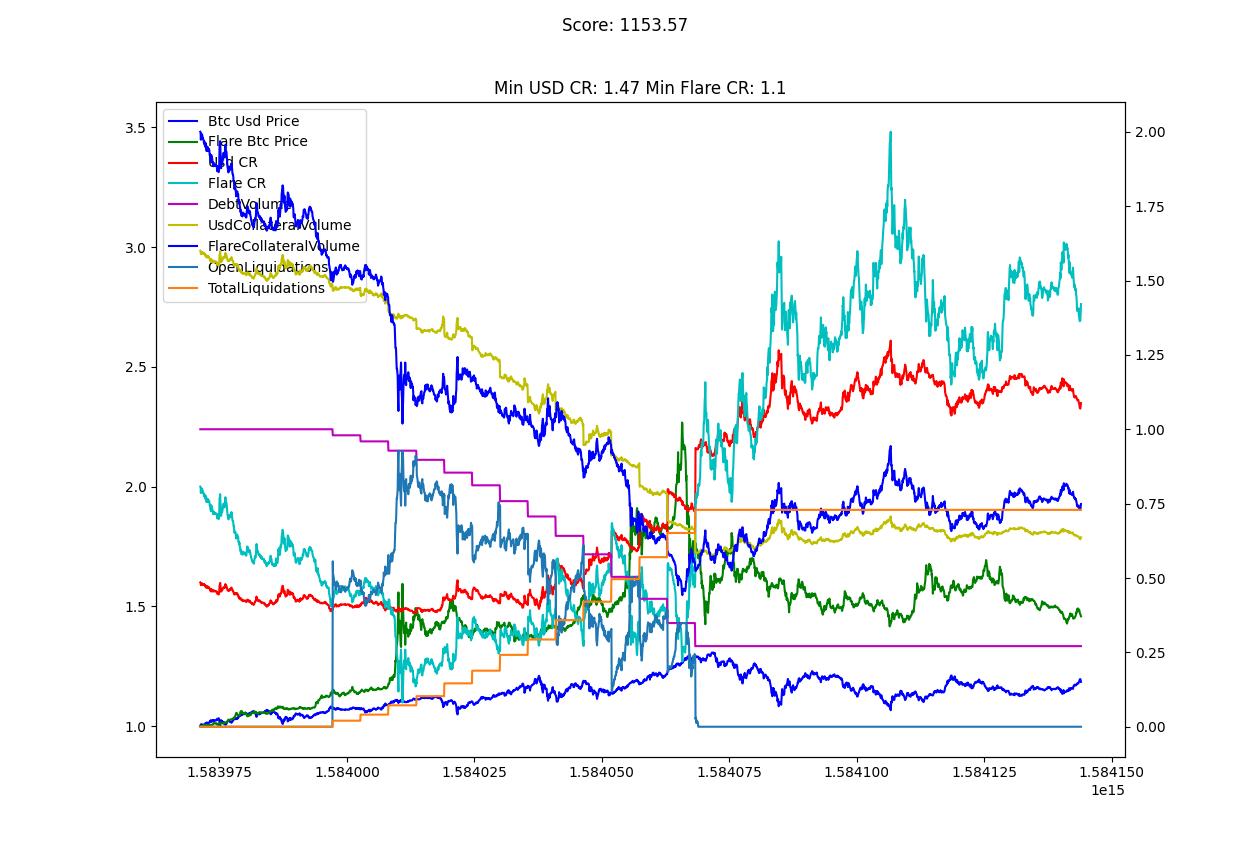 Score: 1153.57
Min USD CR: 1.47 Min Flare CR: 1.1
Btc Usd Price
Flare Btc Price
Usd CR
Flare CR
DebtVolume
UsdCollateralVolume
FlareCollateralVolume
OpenLiquidations
TotalLiquidations
3.5
3.0
2.5
2.0
1.5
1.0
2.00
1.75
1.50
1.25
1.00
0.75
0.50
0.25
0.00
1.583975 1.584000 1.584025 1.584050 1.584075 1.584100 1.584125 1.584150
1e15